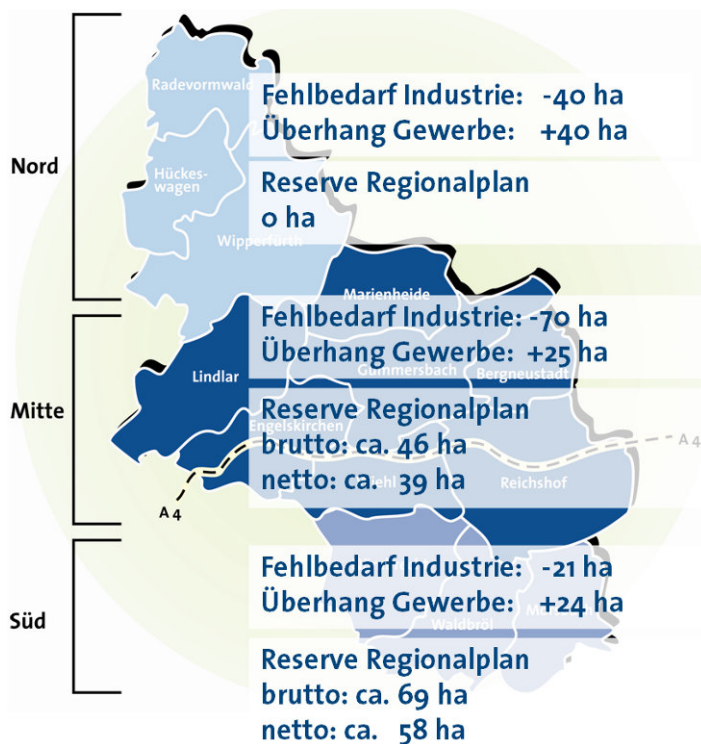 Radevormwald
Fehlbedarf Industrie: -40 ha
Überhang Gewerbe: +40 ha
Nord
Hückes-
wagen
Reserve Regionalplan
0 ha
Wipperfürth
Marienheide
Fehlbedarf Industrie: -70 ha
Überhang Gewerbe: +25 ha
Lindlar
Gummersbach
Bergneustadt
Mitte
Engelskirchen
Reserve Regionalplan
brutto: ca. 46 ha
netto: ca. 39 ha
A 4
Reichshof
A 4
Fehlbedarf Industrie: -21 ha
Überhang Gewerbe: +24 ha
Süd
Waldbröl
Reserve Regionalplan
brutto: ca. 69 ha
netto: ca. 58 ha